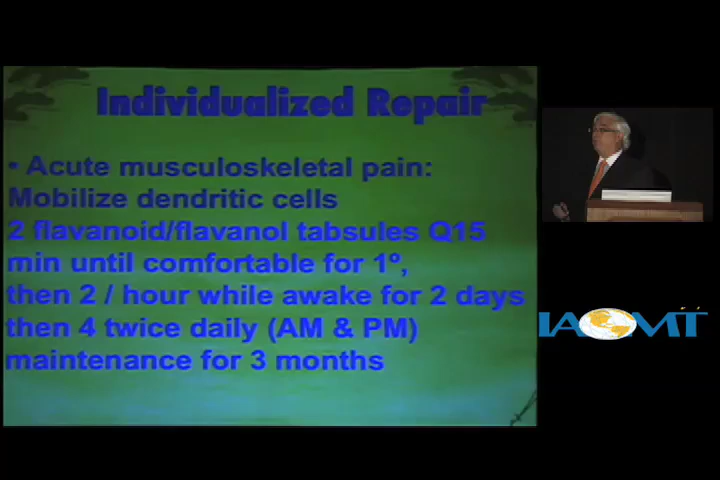 Individualized Repair
• Acute musculoskeletal pain:
Mobilize dendritic cells
2 flavanoid/flavanol tabsules Q15
min until comfortable for 1º,
then 2 / hour while awake for 2 days
then 4 twice daily (AM & PM)
maintenance for 3 months
IAOMT